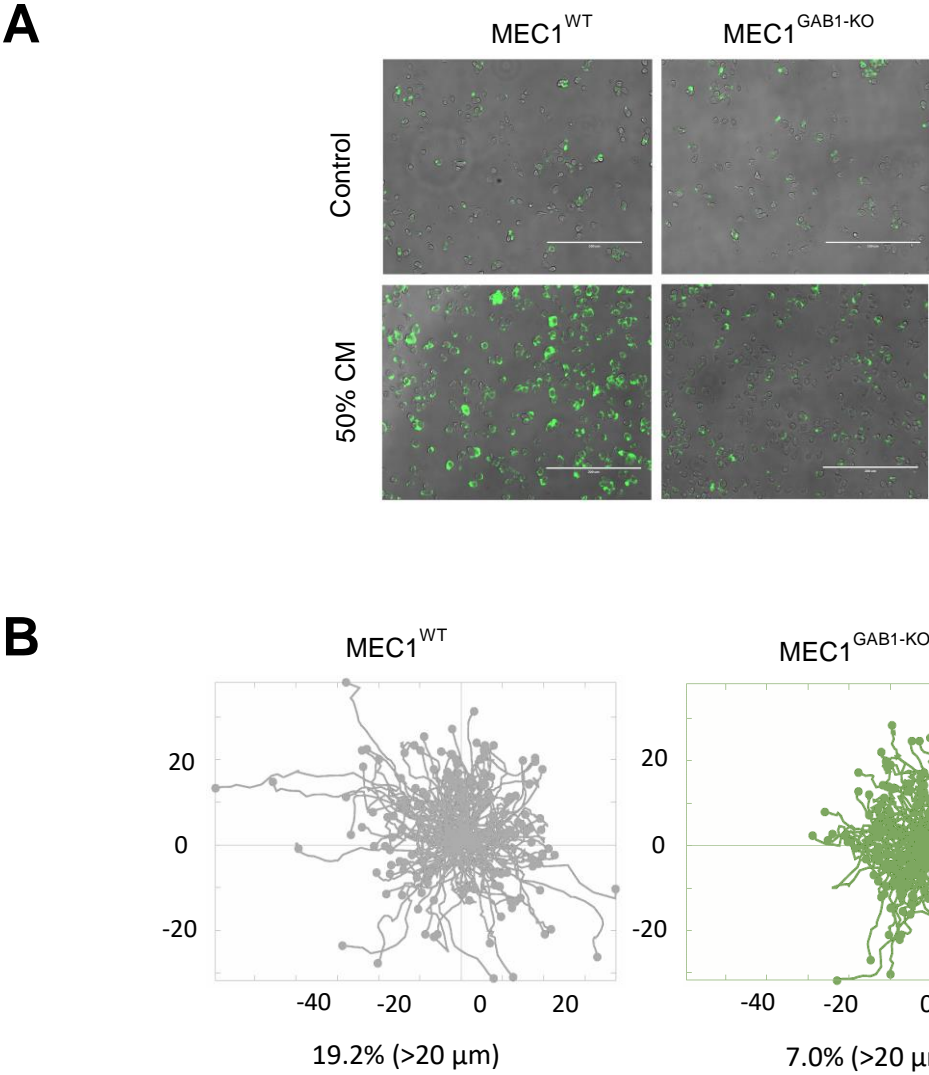 A
MEC1WT MEC1GAB1-KO
Control
50% CM
B
MEC1WT MEC1GAB1-KO
20 20
0 0
-20 -20
-40 -20 0 20 -40 -20
19.2% (>20 μm) 7.0% (>20